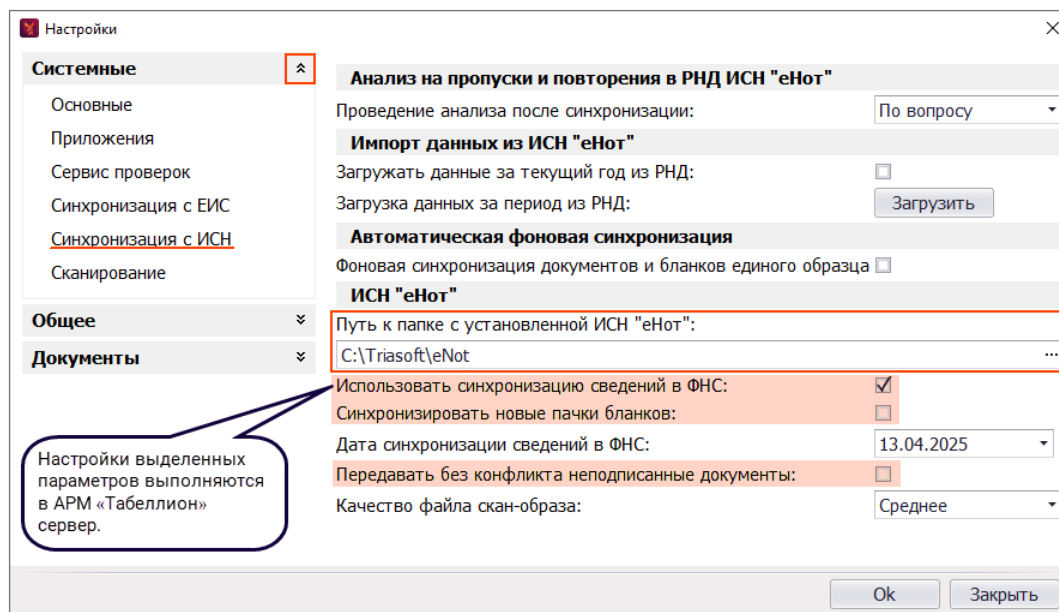 Настройки
Системные
Основные
Приложения
Сервис проверок
Синхронизация с ЕИС
Синхронизация с ИСН
Сканирование
Общее
Документы
Настройки выделенных
параметров выполняются
в АРМ «Табеллион»
сервер.
Анализ на пропуски и повторения в РНД ИСН "еНот"
Проведение анализа после синхронизации: По вопросу
Импорт данных из ИСН "еНот"
Загружать данные за текущий год из РНД:
Загрузка данных за период из РНД: Загрузить
Автоматическая фоновая синхронизация
Фоновая синхронизация документов и бланков единого образца
ИСН "еНот"
Путь к папке с установленной ИСН "еНот":
C:\Triasoft\eNot ...
Использовать синхронизацию сведений в ФНС:
Синхронизировать новые пачки бланков:
Дата синхронизации сведений в ФНС: 13.04.2025
Передавать без конфликта неподписанные документы:
Качество файла скан-образа: Среднее
Ok Закрыть